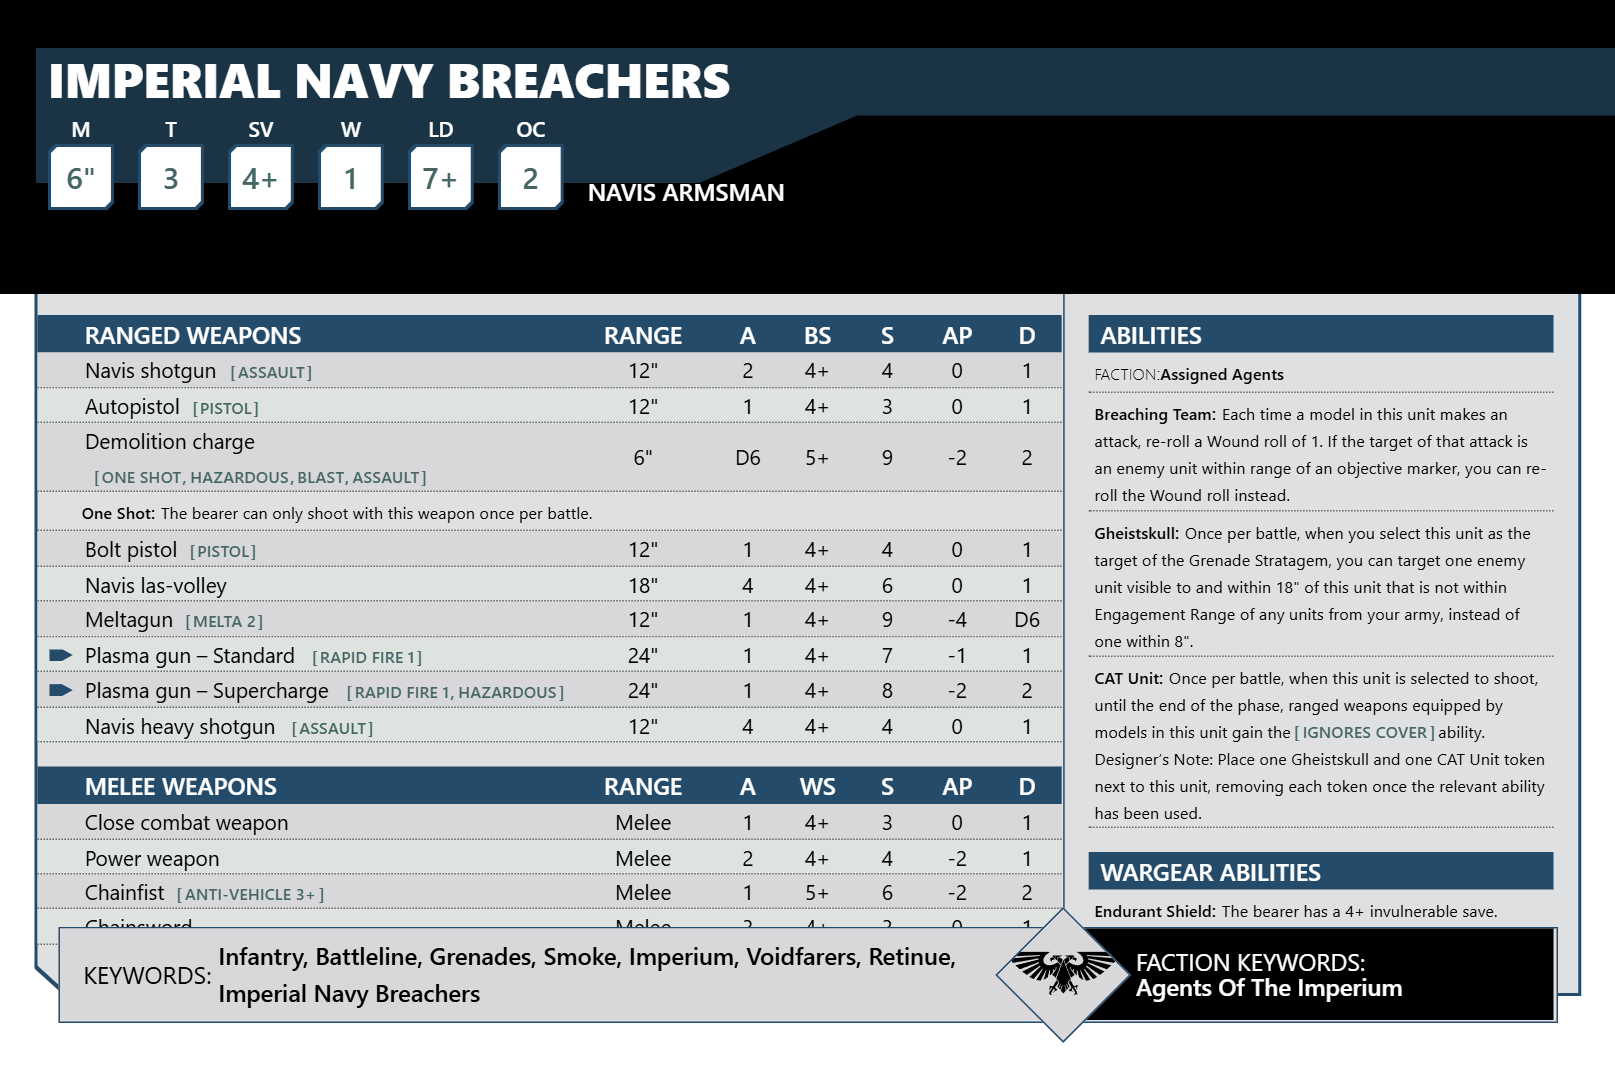 IMPERIAL NAVY BREACHERS
M T SV W LD OC
6" 3 4+ 1 7+ 2 NAVIS ARMSMAN
RANGED WEAPONS RANGE A BS S AP D
Navis shotgun [ASSAULT] 12" 2 4+ 4 0 1
Autopistol [PISTOL] 12" 1 4+ 3 0 1
Demolition charge
[ONE SHOT, HAZARDOUS, BLAST, ASSAULT] 6" D6 5+ 9 -2 2
One Shot: The bearer can only shoot with this weapon once per battle.
Bolt pistol [PISTOL] 12" 1 4+ 4 0 1
Navis las-volley 18" 4 4+ 6 0 1
Meltagun [MELTA 2] 12" 1 4+ 9 -4 D6
Plasma gun – Standard [RAPID FIRE 1] 24" 1 4+ 7 -1 1
Plasma gun – Supercharge [RAPID FIRE 1, HAZARDOUS] 24" 1 4+ 8 -2 2
Navis heavy shotgun [ASSAULT] 12" 4 4+ 4 0 1
MELEE WEAPONS RANGE A WS S AP D
Close combat weapon Melee 1 4+ 3 0 1
Power weapon Melee 2 4+ 4 -2 1
Chainfist [ANTI-VEHICLE 3+] Melee 1 5+ 6 -2 2
Chainsword Melee 4+ 0 1
ABILITIES
FACTION:Assigned Agents
Breaching Team: Each time a model in this unit makes an
attack, re-roll a Wound roll of 1. If the target of that attack is
an enemy unit within range of an objective marker, you can re-
roll the Wound roll instead.
Gheistskull: Once per battle, when you select this unit as the
target of the Grenade Stratagem, you can target one enemy
unit visible to and within 18" of this unit that is not within
Engagement Range of any units from your army, instead of
one within 8".
CAT Unit: Once per battle, when this unit is selected to shoot,
until the end of the phase, ranged weapons equipped by
models in this unit gain the [IGNORES COVER] ability.
Designer's Note: Place one Gheistskull and one CAT Unit token
next to this unit, removing each token once the relevant ability
has been used.
WARGEAR ABILITIES
Endurant Shield: The bearer has a 4+ invulnerable save.
KEYWORDS: Infantry, Battleline, Grenades, Smoke, Imperium, Voidfarers, Retinue,
Imperial Navy Breachers
FACTION KEYWORDS:
Agents Of The Imperium